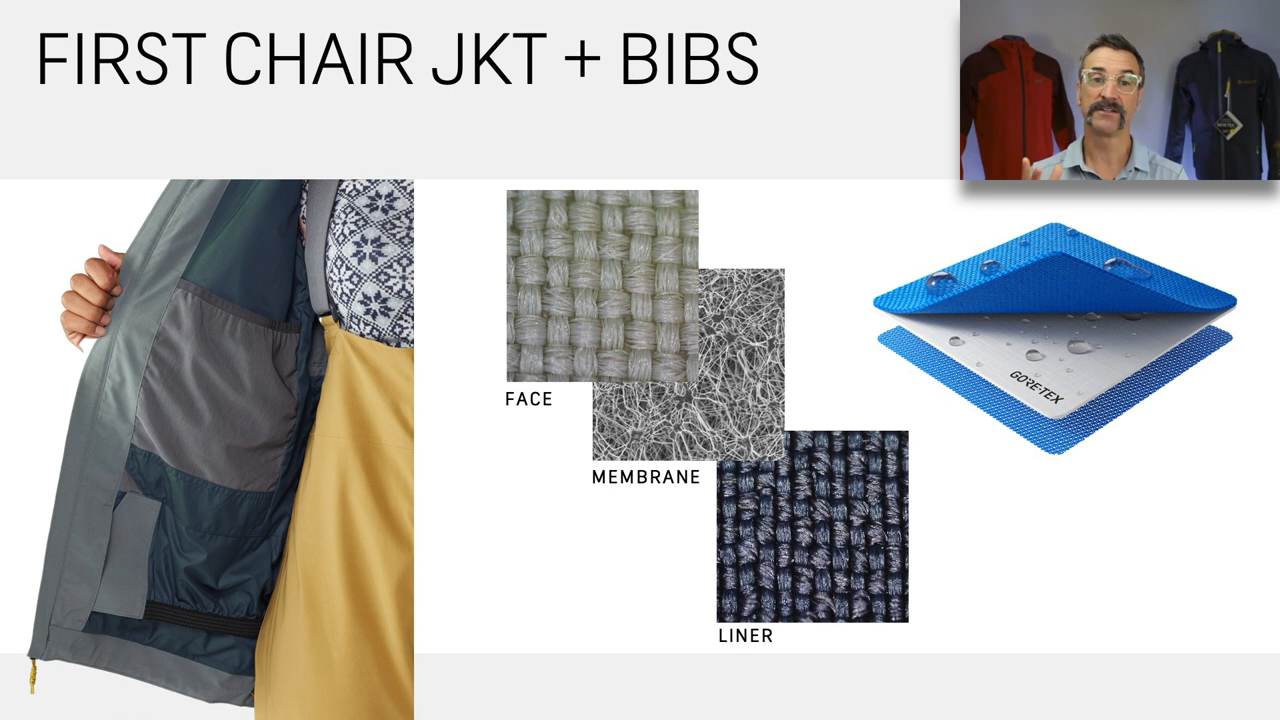 FIRST CHAIR JKT + BIBS
FACE
MEMBRANE
LINER
GORE-TEX